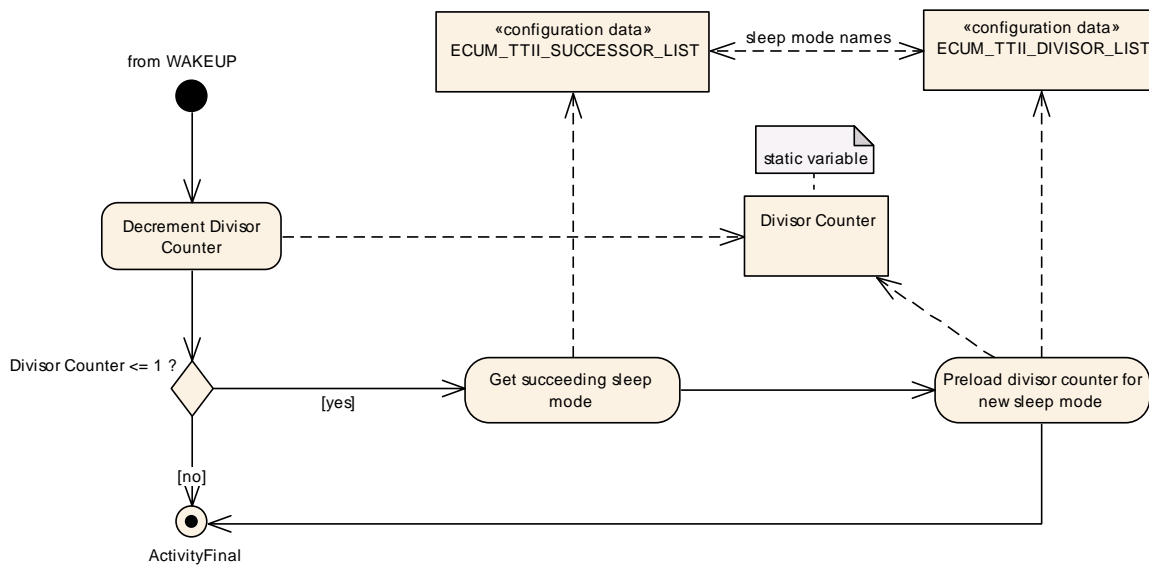 «configuration data»
ECUM_TTII_SUCCESSOR_LIST
sleep mode names
«configuration data»
ECUM_TTII_DIVISOR_LIST
from WAKEUP
static variable
Decrement Divisor
Counter
Divisor Counter
Divisor Counter <= 1 ?
[yes]
Get succeeding sleep
mode
Preload divisor counter for
new sleep mode
[no]
ActivityFinal